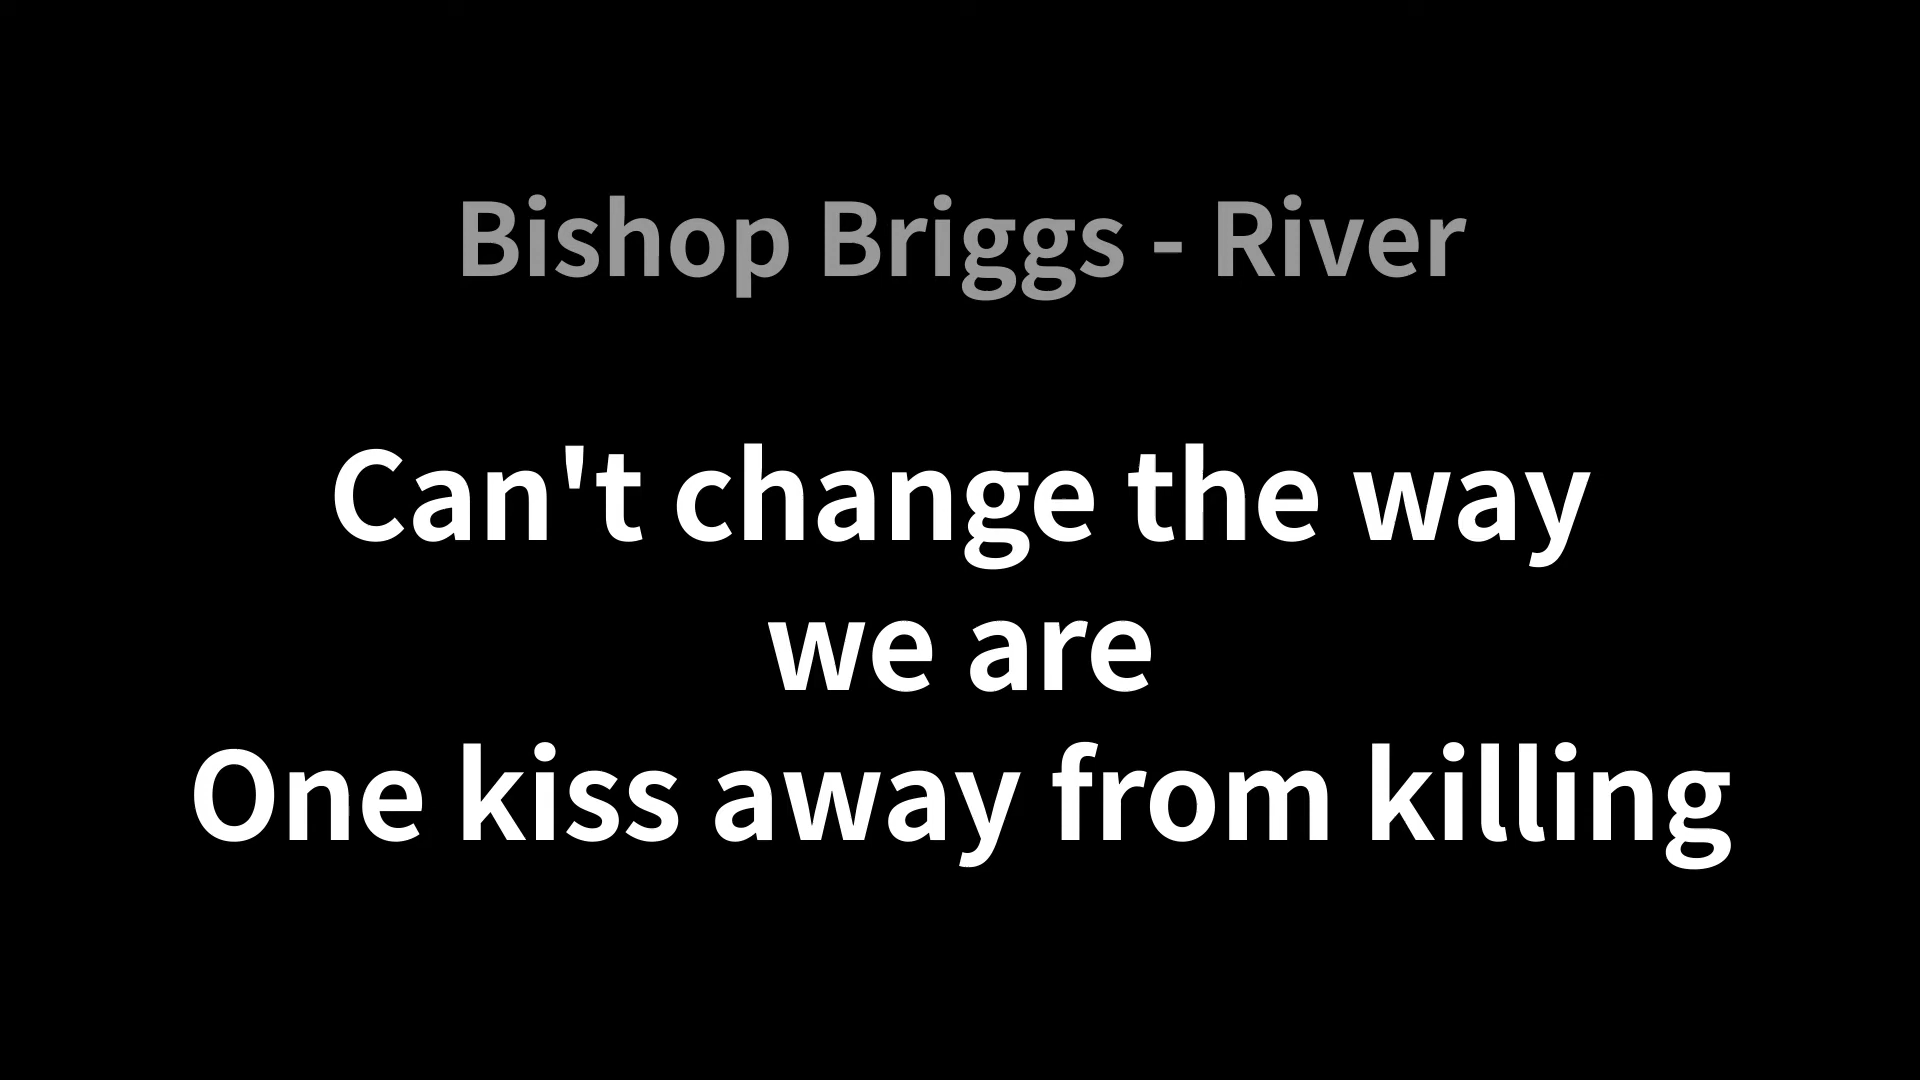 Bishop Briggs - River
Can't change the way
we are
One kiss away from killing